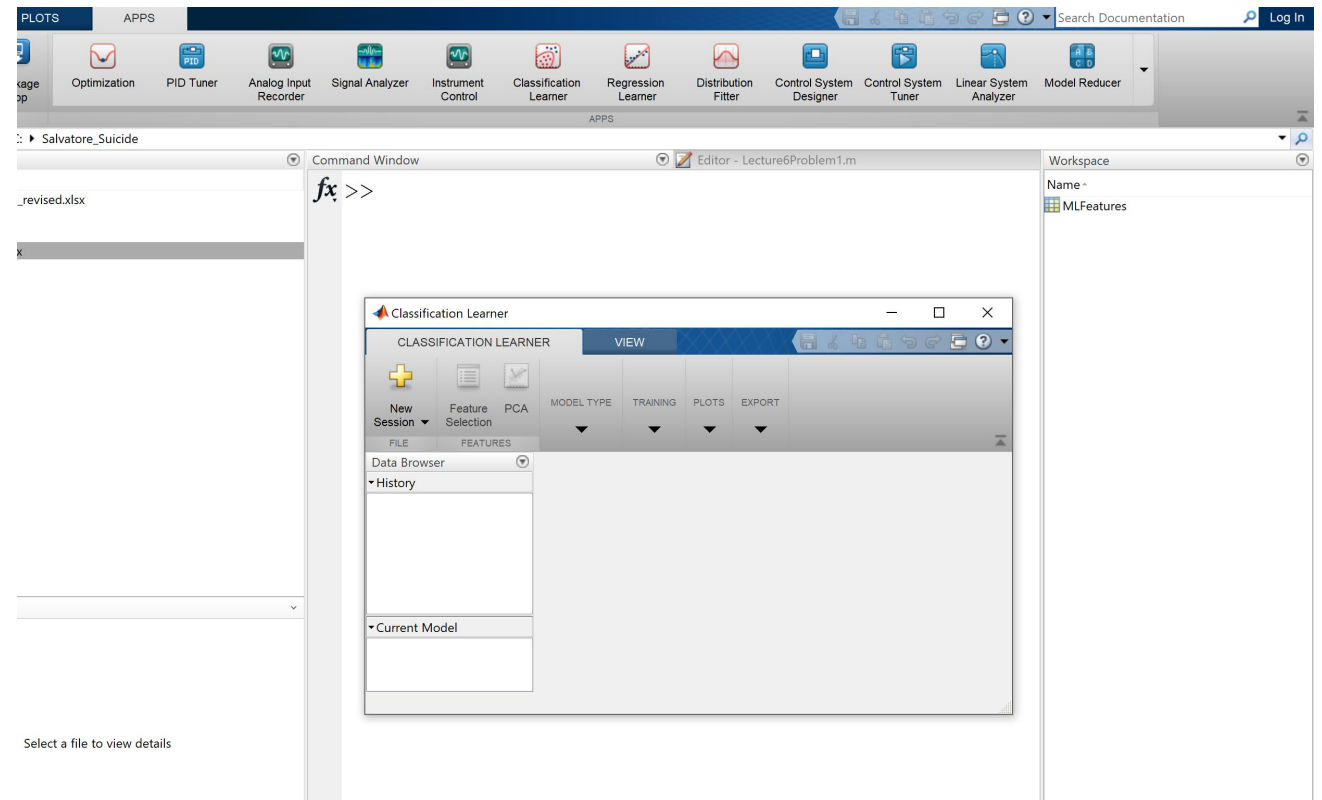 PLOTS APPS Search Documentation Log In
kage Optimization PID Tuner Analog Input Signal Analyzer Instrument Classification Regression Distribution Control System Control System Linear System Model Reducer
pp Recorder Control Learner Learner Fitter Designer Tuner Analyzer
APPS
C: Salvatore_Suicide
Command Window Editor - Lecture6Problem1.m Workspace
fx >> Name
_revised.xlsx MLFeatures
x
Classification Learner
CLASSIFICATION LEARNER VIEW
New Feature PCA MODEL TYPE TRAINING PLOTS EXPORT
Session Selection
FILE FEATURES
Data Browser
History
Current Model
Select a file to view details